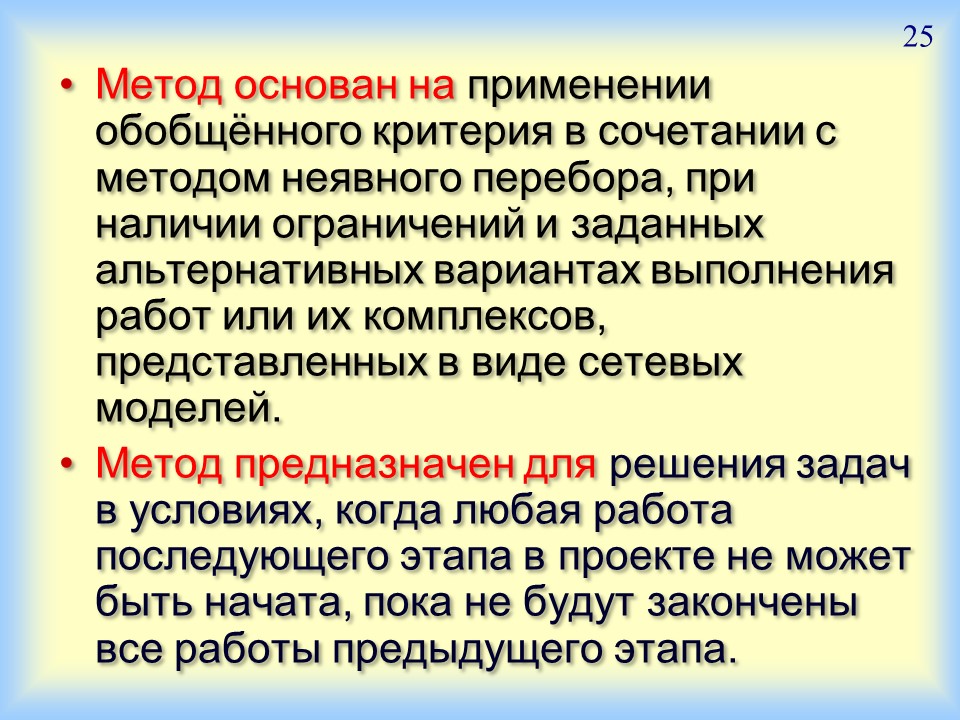 25
• Метод основан на применении
обобщённого критерия в сочетании с
методом неявного перебора, при
наличии ограничений и заданных
альтернативных вариантах выполнения
работ или их комплексов,
представленных в виде сетевых
моделей.
• Метод предназначен для решения задач
в условиях, когда любая работа
последующего этапа в проекте не может
быть начата, пока не будут закончены
все работы предыдущего этапа.